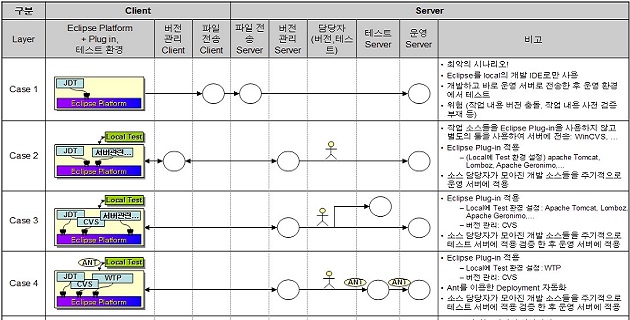 구분
Client
Server
Layer
Eclipse Platform
+ Plug in,
테스트 환경
버전
관리
Client
파일
전송
Client
파일 전
송
Server
버전
관리
Server
담당자
(버전,테스
트)
테스트
Server
운영
Server
비고
Case 1
JDT
Eclipse Platform
• 최악의 시나리오!
• Eclipse를 local의 개발 IDE로만 사용
• 개발하고 바로 운영 서버로 전송한 후 운영 환경
에서 테스트
• 위험 (작업 내용 버전 충돌, 작업 내용 사전 검증
부재 등)
Case 2
Local Test
JDT
서버관련...
Eclipse Platform
• 작업 소스들을 Eclipse Plug-in을 사용하지 않고
별도의 툴을 사용하여 서버에 전송: WinCVS, ...
• Eclipse Plug-in 적용
– (Local에 Test 환경 설정) apache Tomcat,
Lomboz, Apache Geronimo,...
• 소스 담당자가 모아진 개발 소스들을 주기적으로
운영 서버에 적용
Case 3
Local Test
JDT
서버관련...
CVS
Eclipse Platform
• Eclipse Plug-in 적용
– Local에 Test 환경 설정: Apache Tomcat, Lomboz,
Apache Geronimo,...
– 버전 관리: CVS
• 소스 담당자가 모아진 개발 소스들을 주기적으로
테스트 서버에 적용 검증 한 후 운영 서버에 적용
Case 4
ANT
Local Test
JDT
WTP
CVS
Eclipse Platform
ANT
ANT
• Eclipse Plug-in 적용
– Local에 Test 환경 설정: WTP
– 버전 관리: CVS
• Ant를 이용한 Deployment 자동화
• 소스 담당자가 모아진 개발 소스들을 주기적으로
테스트 서버에 적용 검증 한 후 운영 서버에 적용